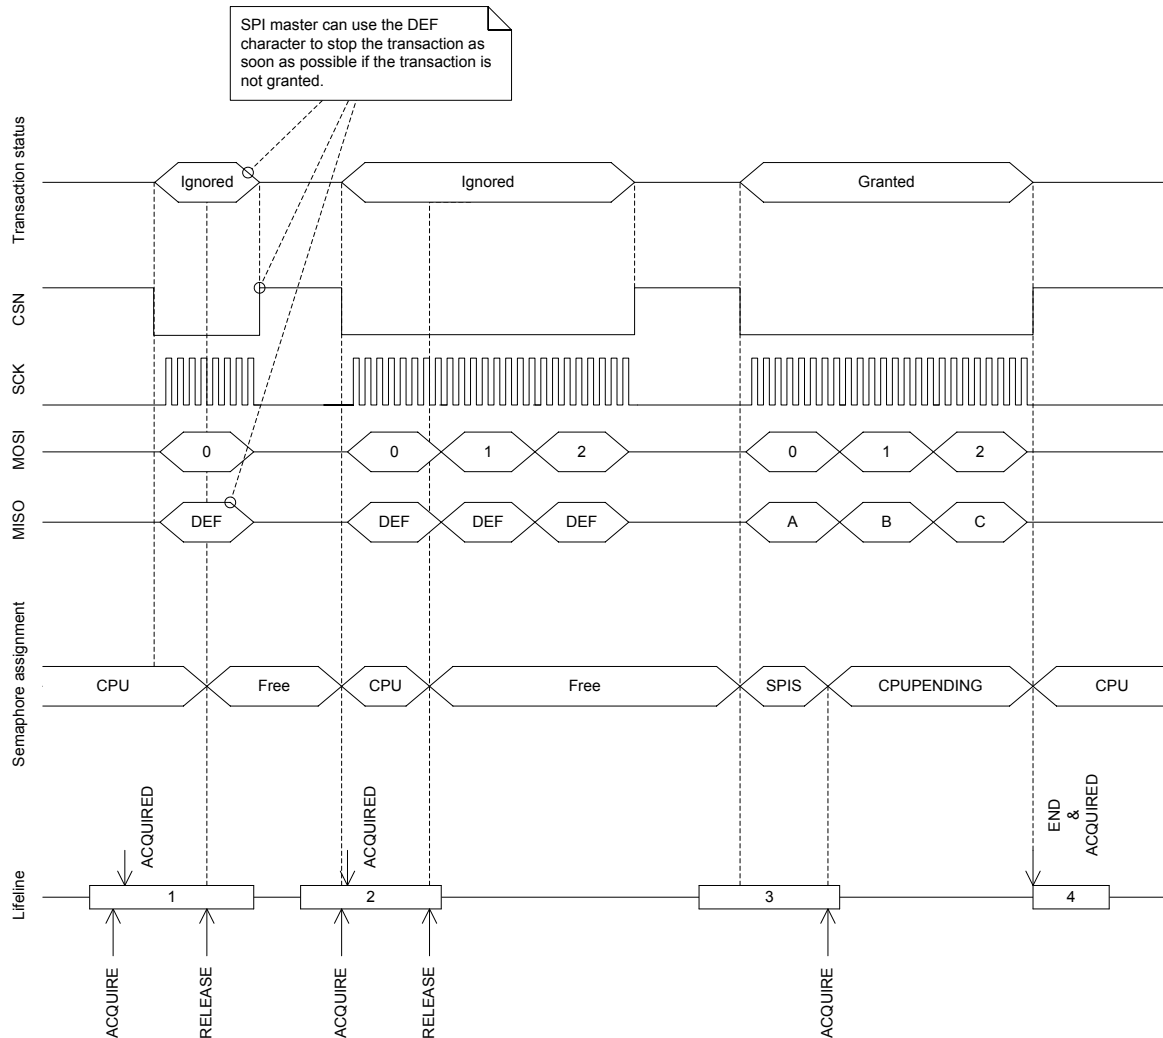 SPI master can use the DEF
character to stop the transaction as
soon as possible if the transaction is
not granted.
Transaction status
Ignored
Ignored
Granted
CSN
SCK
MOSI
0
0
1
2
0
1
2
MISO
DEF
DEF
DEF
DEF
A
B
C
Semaphore assignment
CPU
Free
CPU
Free
SPIS
CPUPENDING
CPU
ACQUIRED
ACQUIRED
END
&
ACQUIRED
Lifeline
1
2
3
4
ACQUIRE
RELEASE
ACQUIRE
RELEASE
ACQUIRE